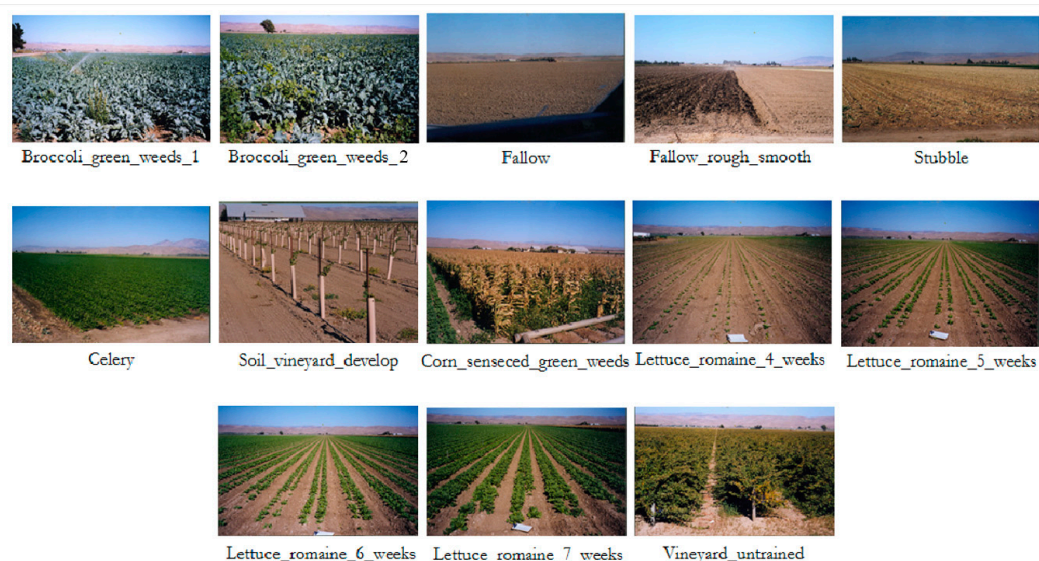 Broccoli_green_weeds_1
Broccoli_green_weeds_2
Fallow
Fallow_rough_smooth
Stubble
Celery
Soil_vineyard_develop
Corn_senseced_green_weeds
Lettuce_romaine_4_weeks
Lettuce_romaine_5_weeks
Lettuce_romaine_6_weeks
Lettuce_romaine_7_weeks
Vineyard_untrained